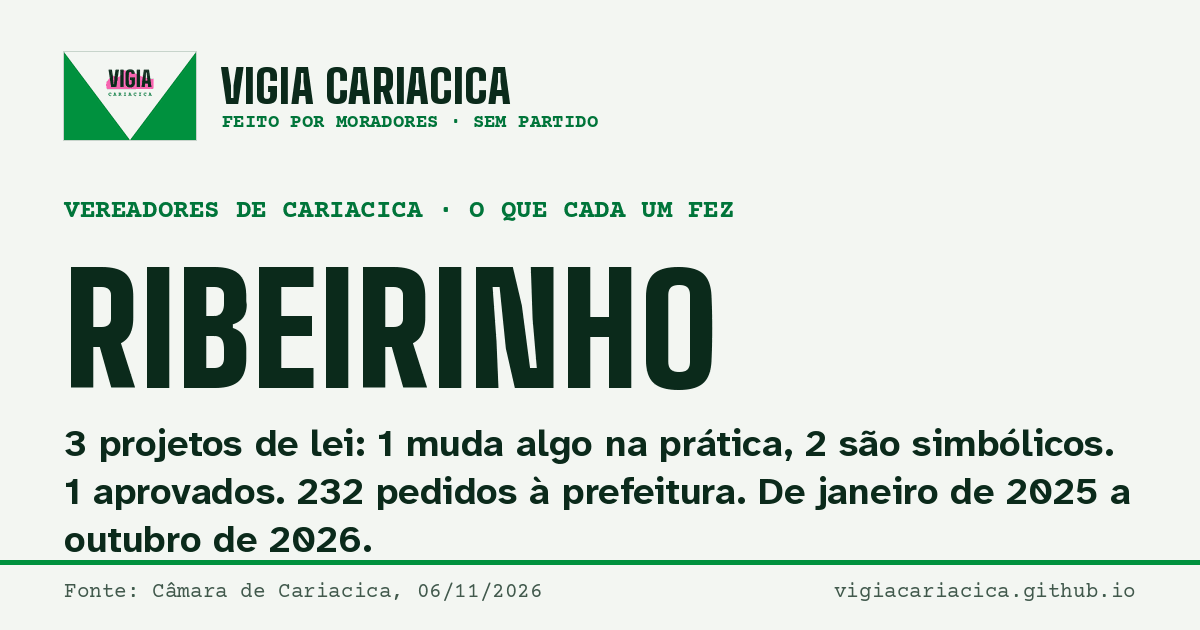 VIGIA
CARIACICA
VIGIA CARIACICA
FEITO POR MORADORES · SEM PARTIDO
VEREADORES DE CARIACICA · O QUE CADA UM FEZ
RIBEIRINHO
3 projetos de lei: 1 muda algo na prática, 2 são simbólicos.
1 aprovados. 232 pedidos à prefeitura. De janeiro de 2025 a
outubro de 2026.
Fonte: Câmara de Cariacica, 06/11/2026
vigiacariacica.github.io